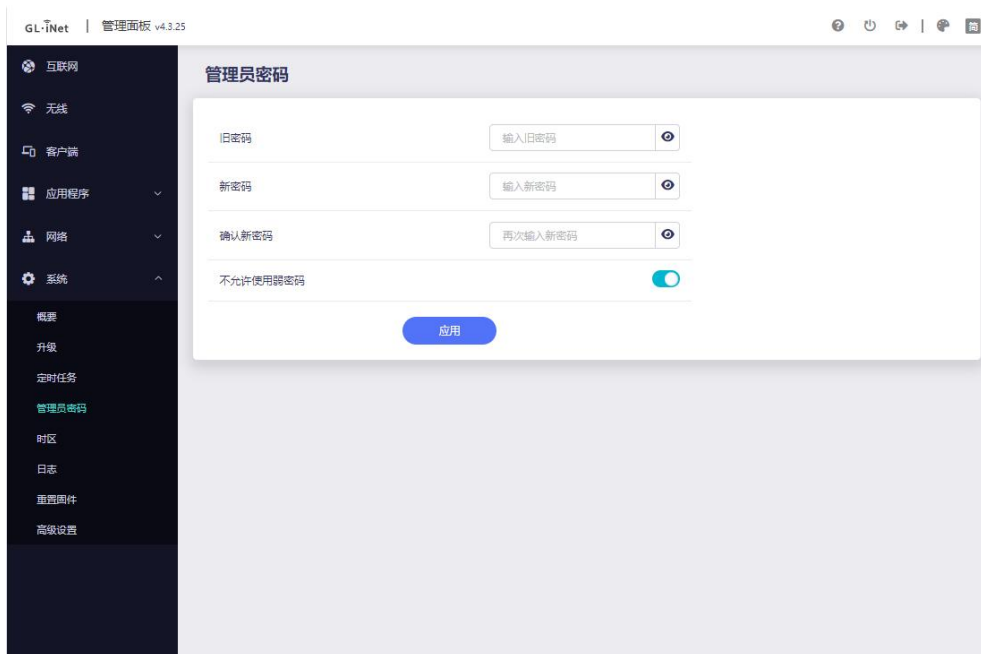 GL·iNet | 管理面板 v4.3.25
简
互联网
无线
客户端
应用程序
网络
系统
概要
升级
定时任务
管理员密码
时区
日志
重置固件
高级设置
管理员密码
旧密码 输入旧密码
新密码 输入新密码
确认新密码 再次输入新密码
不允许使用弱密码
应用